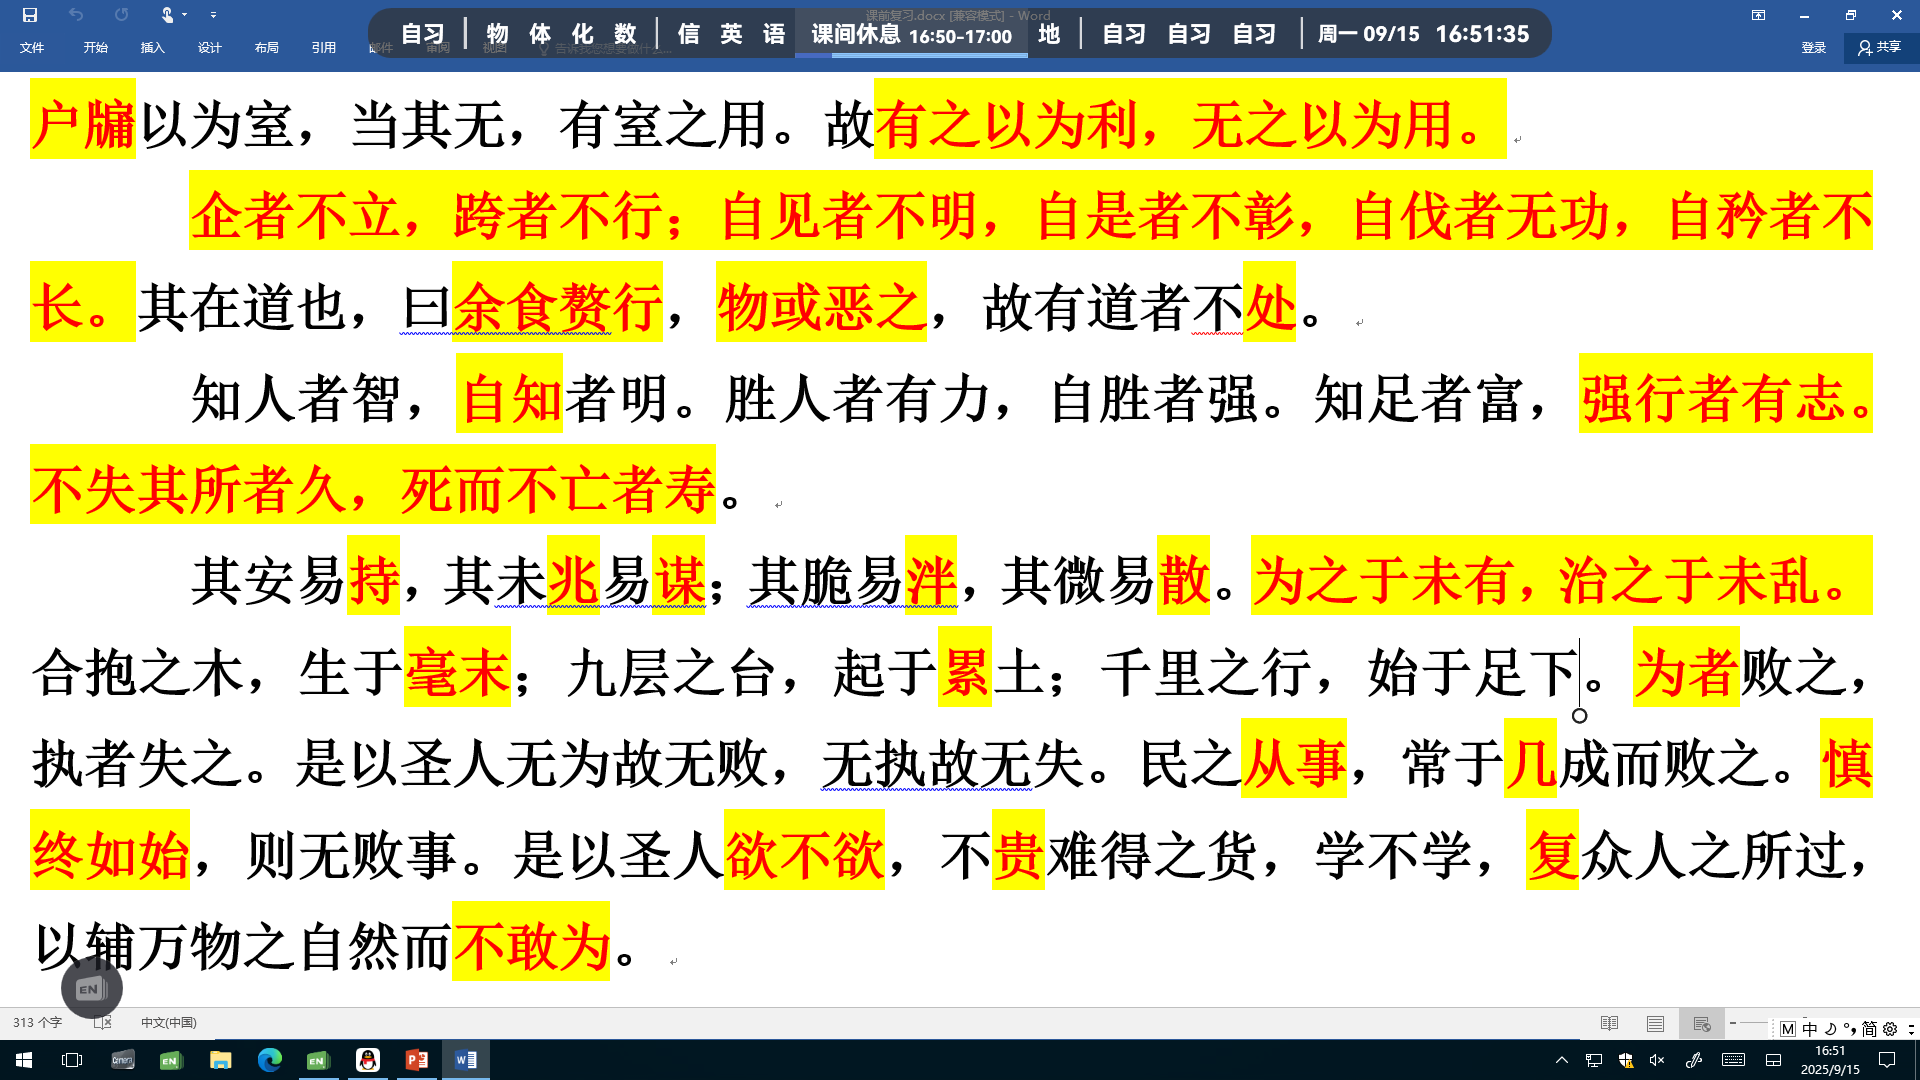 课前复习.docx [兼容模式] - Word
自习 | 物 体 化 数 | 信 英 语 课间休息 16:50-17:00 地 | 自习 自习 自习 | 周一 09/15 16:51:35
文件 开始 插入 设计 布局 引用 邮件 审阅 视图 告诉我您想要做什么... 登录 共享
户牖以为室，当其无，有室之用。故有之以为利，无之以为用。
企者不立，跨者不行；自见者不明，自是者不彰，自伐者无功，自矜者不
长。其在道也，曰余食赘行，物或恶之，故有道者不处。
知人者智，自知者明。胜人者有力，自胜者强。知足者富，强行者有志。
不失其所者久，死而不亡者寿。
其安易持，其未兆易谋；其脆易泮，其微易散。为之于未有，治之于未乱。
合抱之木，生于毫末；九层之台，起于累土；千里之行，始于足下。为者败之，
执者失之。是以圣人无为故无败，无执故无失。民之从事，常于几成而败之。慎
终如始，则无败事。是以圣人欲不欲，不贵难得之货，学不学，复众人之所过，
以辅万物之自然而不敢为。
EN
313 个字 中文(中国)
M 中 简
Camera EN EN
16:51
2025/9/15